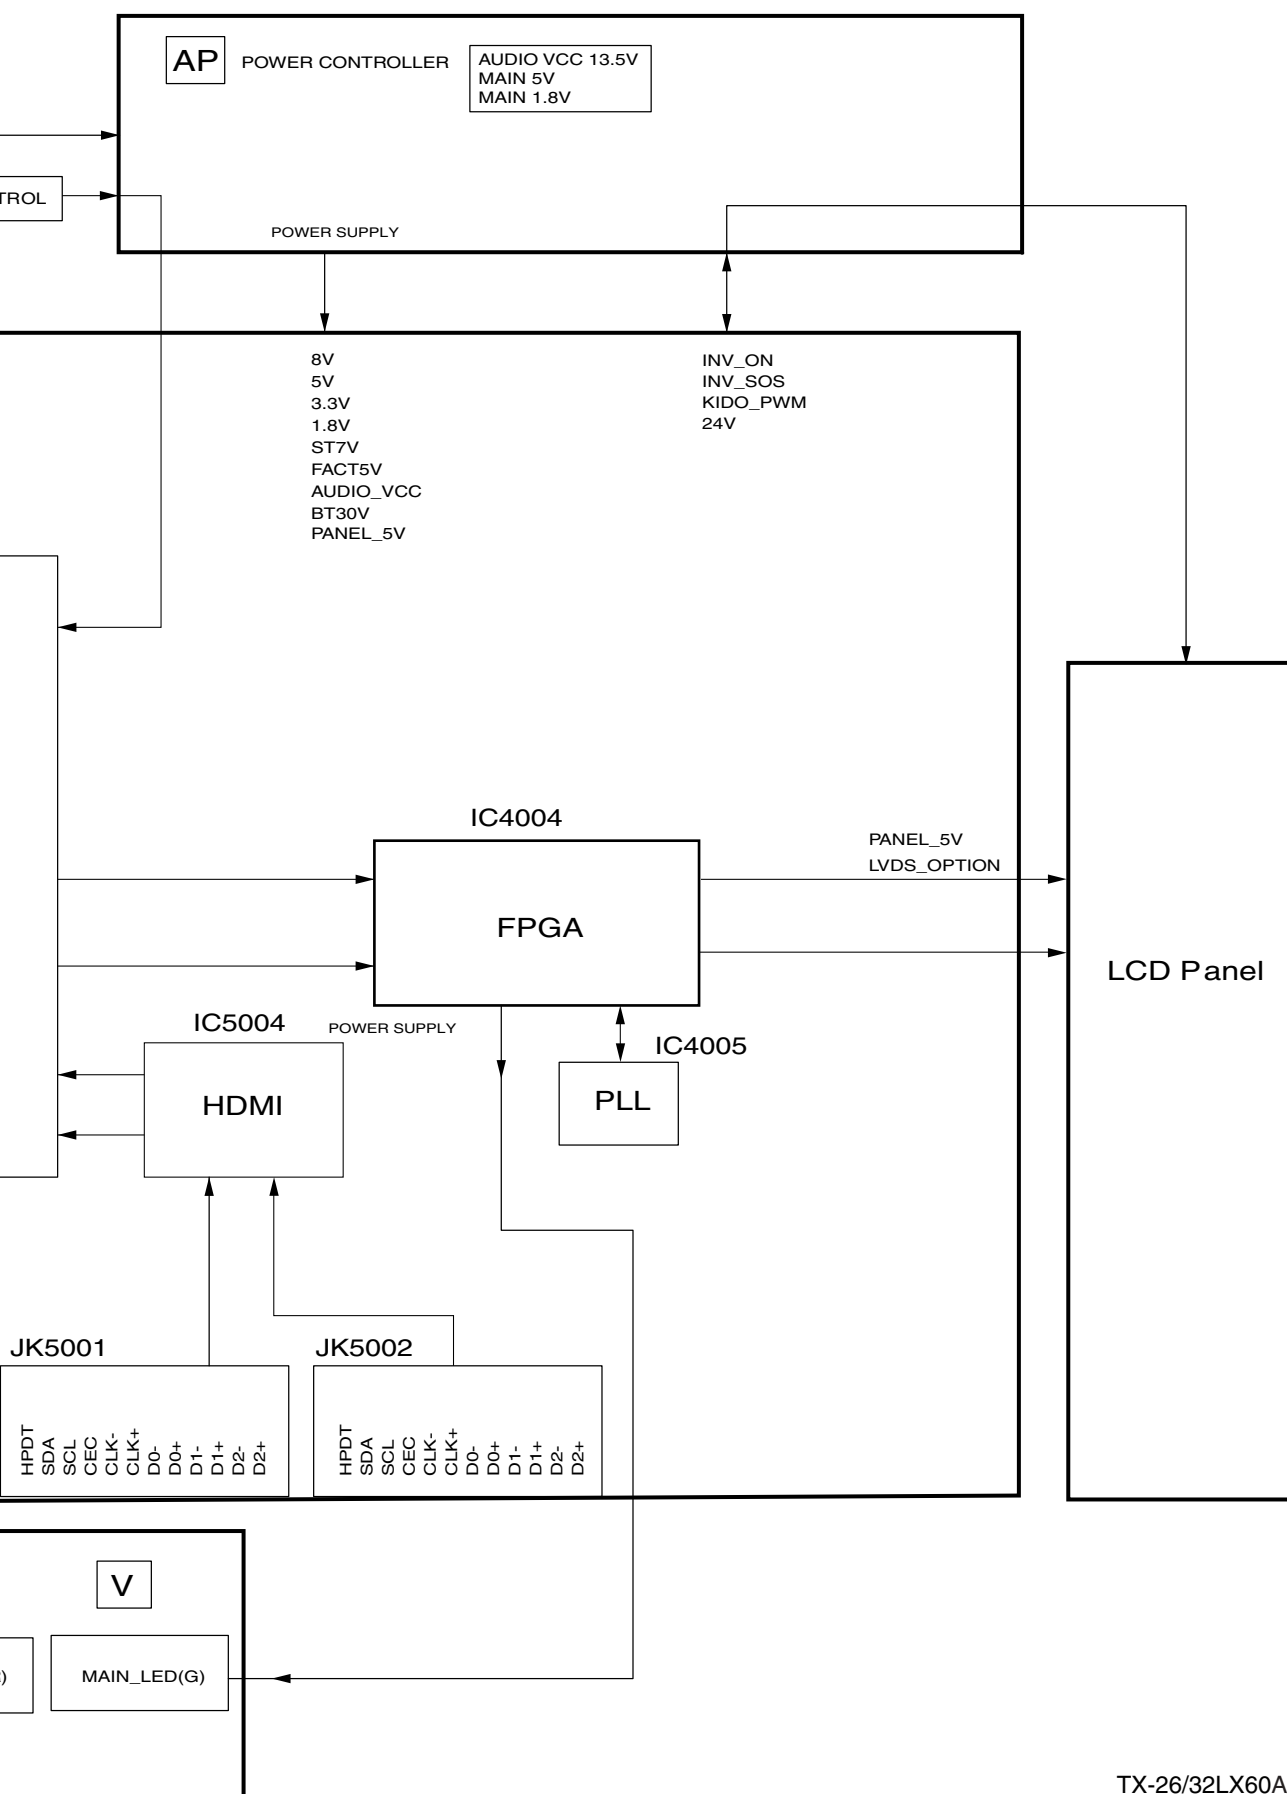 AP
POWER CONTROLLER
AUDIO VCC 13.5V
MAIN 5V
MAIN 1.8V
TROL
POWER SUPPLY
8V
5V
3.3V
1.8V
ST7V
FACT5V
AUDIO_VCC
BT30V
PANEL_5V
INV_ON
INV_SOS
KIDO_PWM
24V
IC4004
FPGA
PANEL_5V
LVDS_OPTION
LCD Panel
IC5004
POWER SUPPLY
HDMI
IC4005
PLL
JK5001
HPDT
SDA
SCL
CEC
CLK-
CLK+
D0-
D0+
D1-
D1+
D2-
D2+
JK5002
HPDT
SDA
SCL
CEC
CLK-
CLK+
D0-
D0+
D1-
D1+
D2-
D2+
V
)
MAIN_LED(G)
TX-26/32LX60A